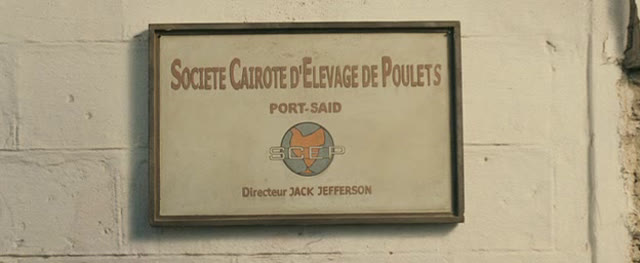 SOCIETE CAIROTE D'ELEVAGE DE POULETS
PORT-SAID
SCEP
Directeur JACK JEFFERSON